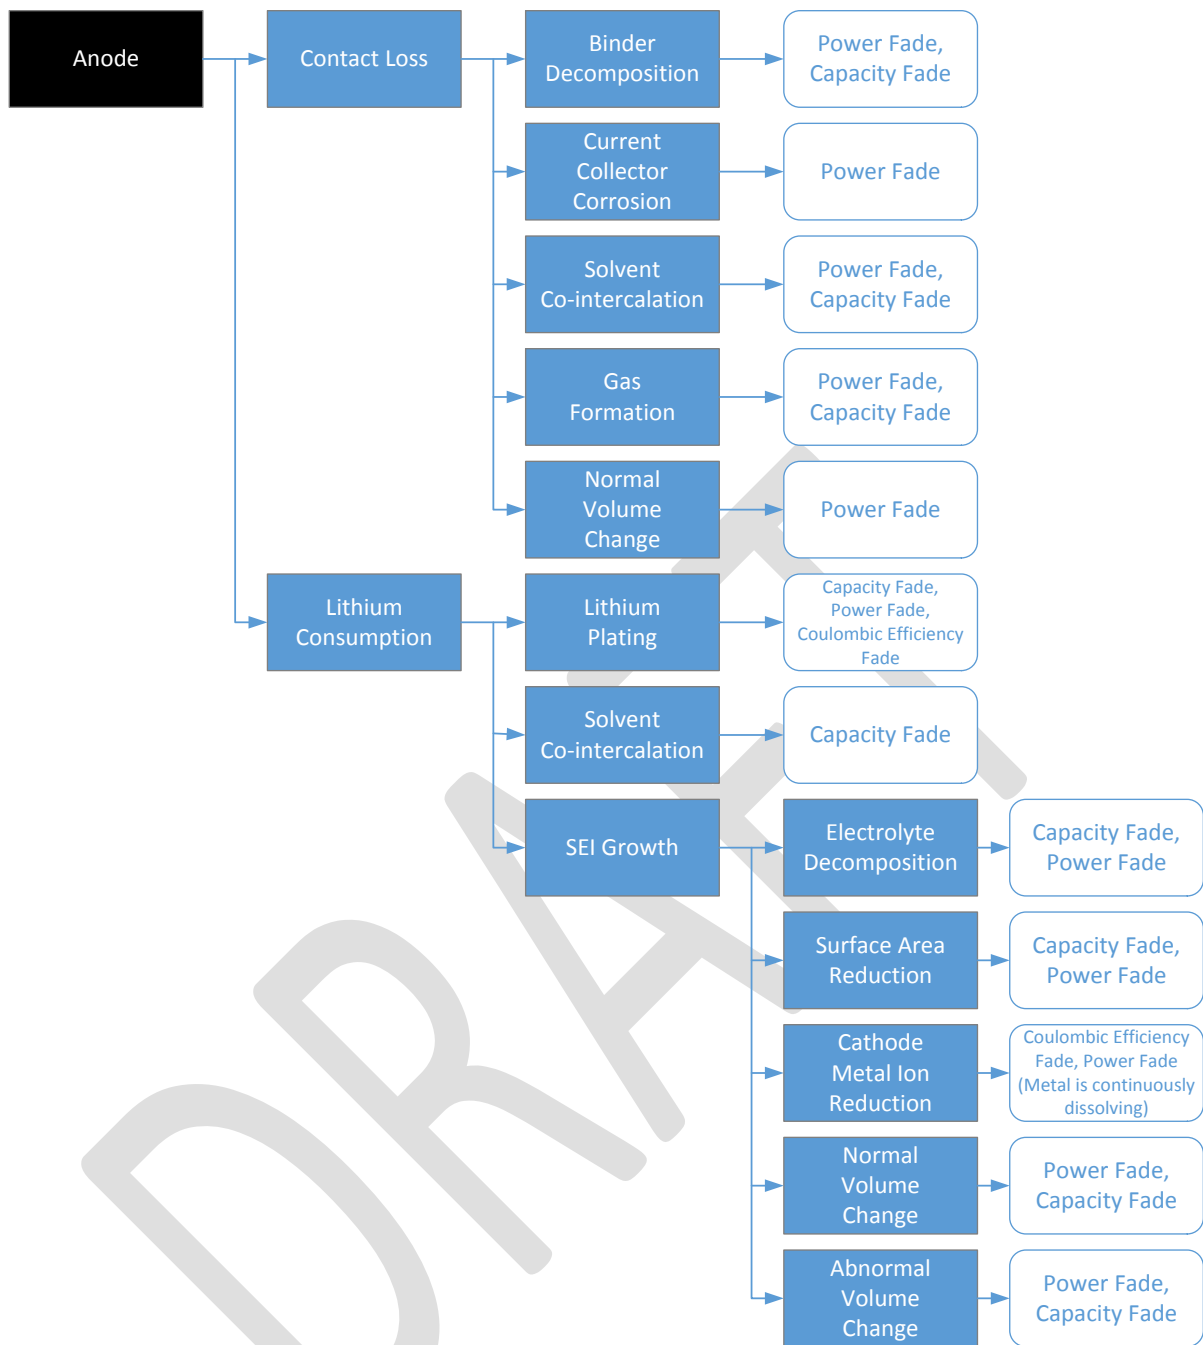 Anode
Contact Loss
Binder
Decomposition
Power Fade,
Capacity Fade
Current
Collector
Corrosion
Power Fade
Solvent
Co-intercalation
Power Fade,
Capacity Fade
Gas
Formation
Power Fade,
Capacity Fade
Normal
Volume
Change
Power Fade
Lithium
Consumption
Lithium
Plating
Capacity Fade,
Power Fade,
Coulombic Efficiency
Fade
Solvent
Co-intercalation
Capacity Fade
SEI Growth
Electrolyte
Decomposition
Capacity Fade,
Power Fade
Surface Area
Reduction
Capacity Fade,
Power Fade
Cathode
Metal Ion
Reduction
Coulombic Efficiency
Fade, Power Fade
(Metal is continuously
dissolving)
Normal
Volume
Change
Power Fade,
Capacity Fade
Abnormal
Volume
Change
Power Fade,
Capacity Fade
DRAFT